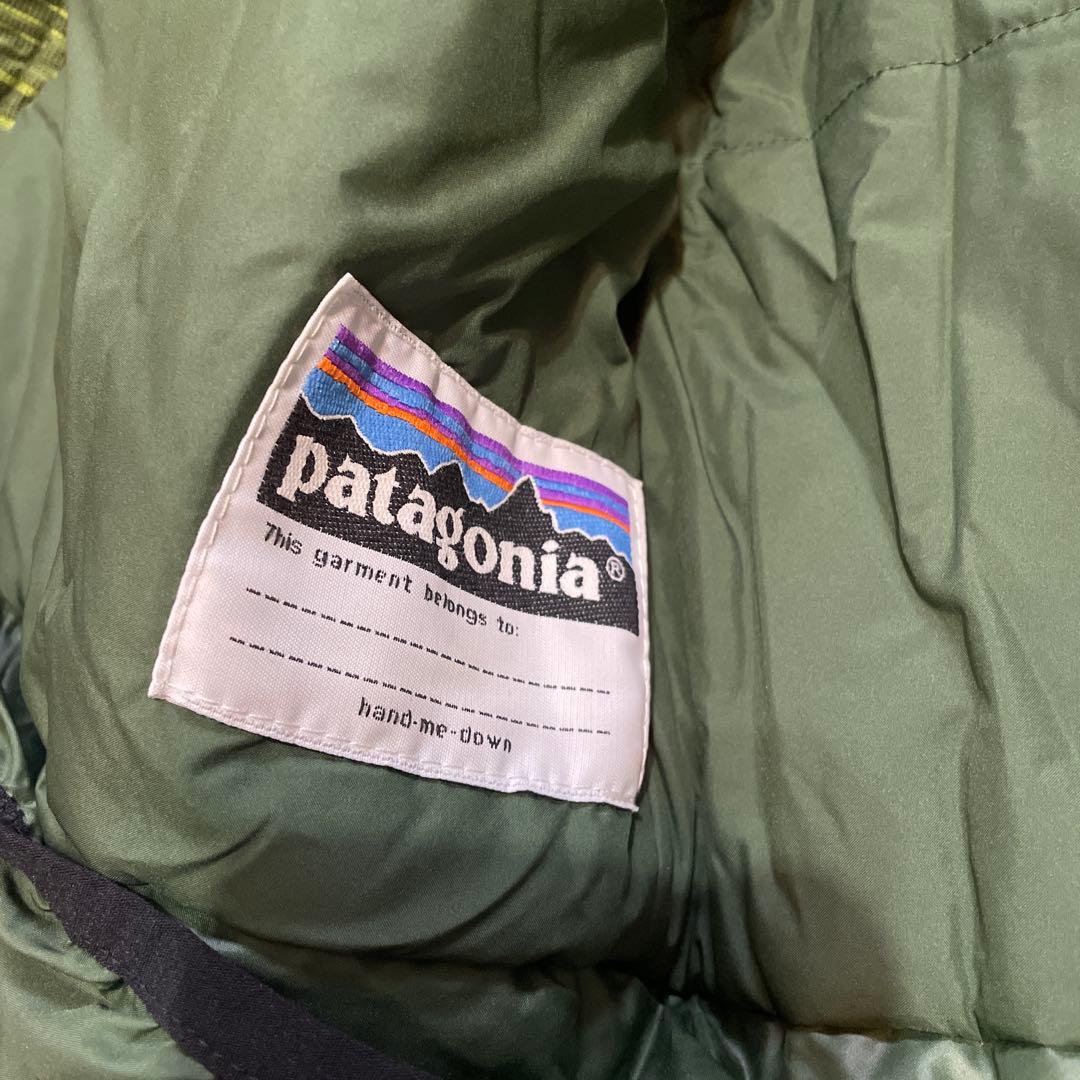 patagonia®
This garment belongs to:
hand-me-down